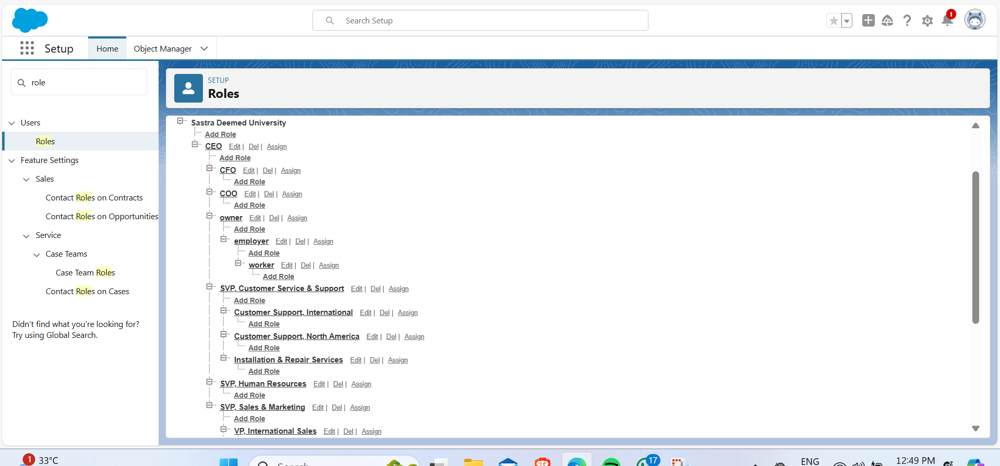 1
Search Setup
Setup
Home
Object Manager
role
Users
Roles
Feature Settings
Sales
Contact Roles on Contracts
Contact Roles on Opportunities
Service
Case Teams
Case Team Roles
Contact Roles on Cases
Didn't find what you're looking for?
Try using Global Search.
SETUP
Roles
Sastra Deemed University
Add Role
CEO Edit | Del | Assign
Add Role
CFO Edit | Del | Assign
Add Role
COO Edit | Del | Assign
Add Role
owner Edit | Del | Assign
Add Role
employer Edit | Del | Assign
Add Role
worker Edit | Del | Assign
Add Role
SVP, Customer Service & Support Edit | Del | Assign
Add Role
Customer Support, International Edit | Del | Assign
Add Role
Customer Support, North America Edit | Del | Assign
Add Role
Installation & Repair Services Edit | Del | Assign
Add Role
SVP, Human Resources Edit | Del | Assign
Add Role
SVP, Sales & Marketing Edit | Del | Assign
Add Role
VP, International Sales Edit | Del | Assign
1 33°C
Search
17
ENG
12:49 PM